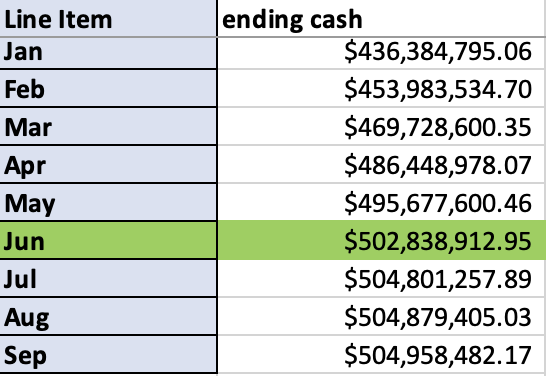 Line Item ending cash
Jan $436,384,795.06
Feb $453,983,534.70
Mar $469,728,600.35
Apr $486,448,978.07
May $495,677,600.46
Jun $502,838,912.95
Jul $504,801,257.89
Aug $504,879,405.03
Sep $504,958,482.17